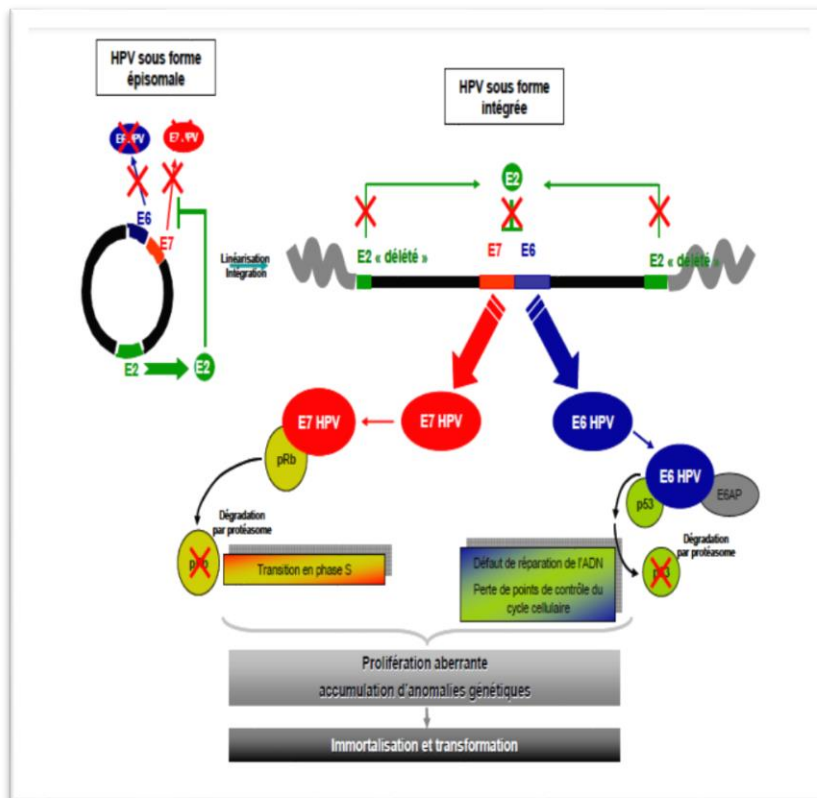 HPV sous forme
épisomale
HPV sous forme
intégrée
E7 HPV
E2
E6
E7
E7
E6
E2 « délété »
E2 « délété »
Linéarisation
Intégration
E2
E2
E7 HPV
E7 HPV
E6 HPV
pRb
E6 HPV
p53
E6AP
Dégradation
par protéasome
Dégradation
par protéasome
Transition en phase S
Défaut de réparation de l'ADN
Perte de points de contrôle du
cycle cellulaire
Prolifération aberrante
accumulation d'anomalies génétiques
Immortalisation et transformation